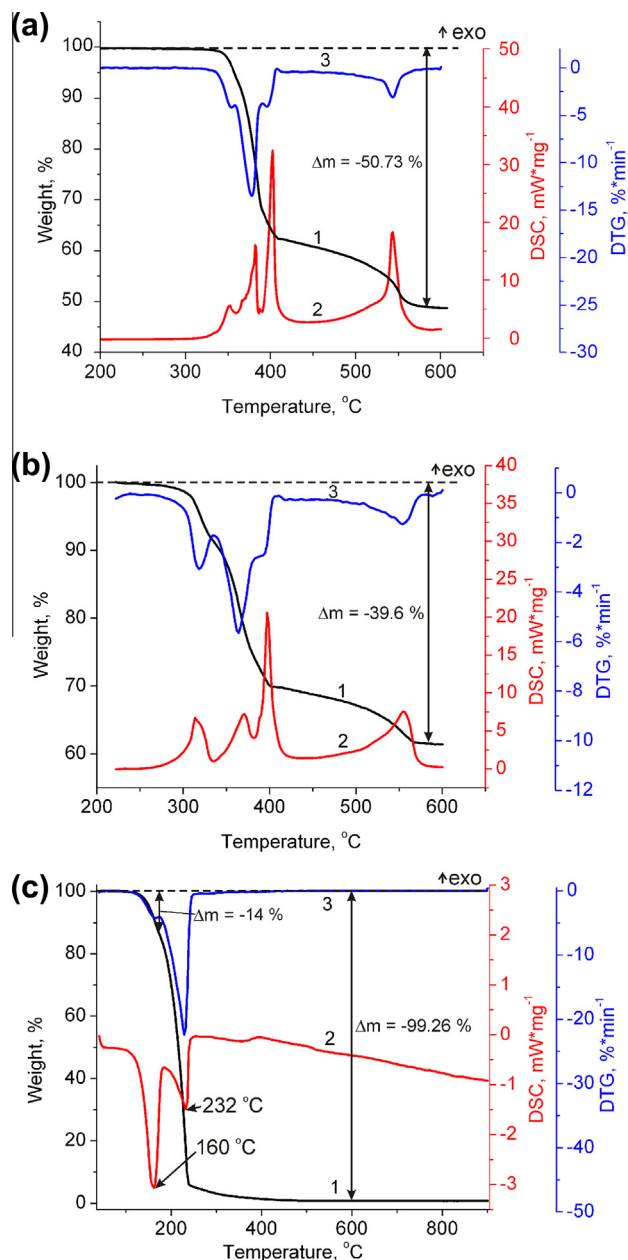 (a)
↑exo
100
90
80
70
60
50
40
200 300 400 500 600
Weight, %
Temperature, °C
3
1
2
Δm = -50.73 %
50
40
30
20
10
0
DSC, mW*mg⁻¹
0
-5
-10
-15
-20
-25
-30
DTG, %*min⁻¹
(b)
↑exo
100
90
80
70
60
200 300 400 500 600
Weight, %
Temperature, °C
3
1
2
Δm = -39.6 %
40
35
30
25
20
15
10
5
0
DSC, mW*mg⁻¹
0
-2
-4
-6
-8
-10
-12
DTG, %*min⁻¹
(c)
↑exo
100
80
60
40
20
0
200 400 600 800
Weight, %
Temperature, °C
3
Δm = -14 %
Δm = -99.26 %
2
232 °C
160 °C
1
3
2
1
0
-1
-2
-3
DSC, mW*mg⁻¹
0
-10
-20
-30
-40
-50
DTG, %*min⁻¹